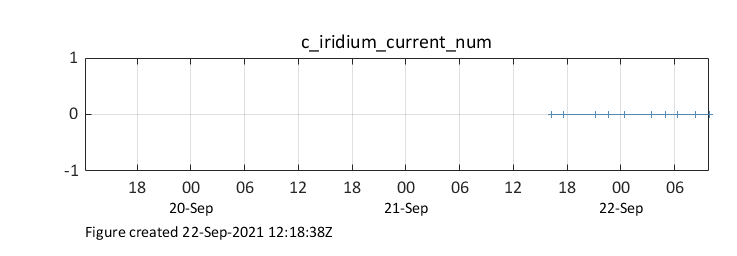 c_iridium_current_num
1
0
-1
18 00 06 12 18 00 06 12 18 00 06
20-Sep 21-Sep 22-Sep
Figure created 22-Sep-2021 12:18:38Z